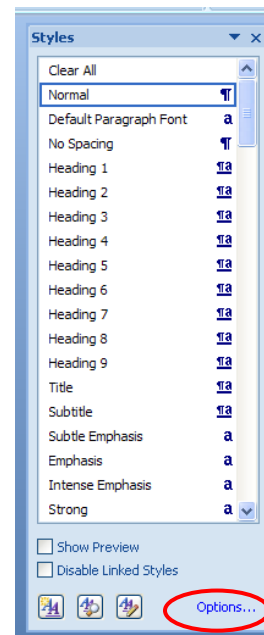 Styles
Clear All
Normal ¶
Default Paragraph Font a
No Spacing ¶
Heading 1 ¶a
Heading 2 ¶a
Heading 3 ¶a
Heading 4 ¶a
Heading 5 ¶a
Heading 6 ¶a
Heading 7 ¶a
Heading 8 ¶a
Heading 9 ¶a
Title ¶a
Subtitle ¶a
Subtle Emphasis a
Emphasis a
Intense Emphasis a
Strong a
Show Preview
Disable Linked Styles
Options...